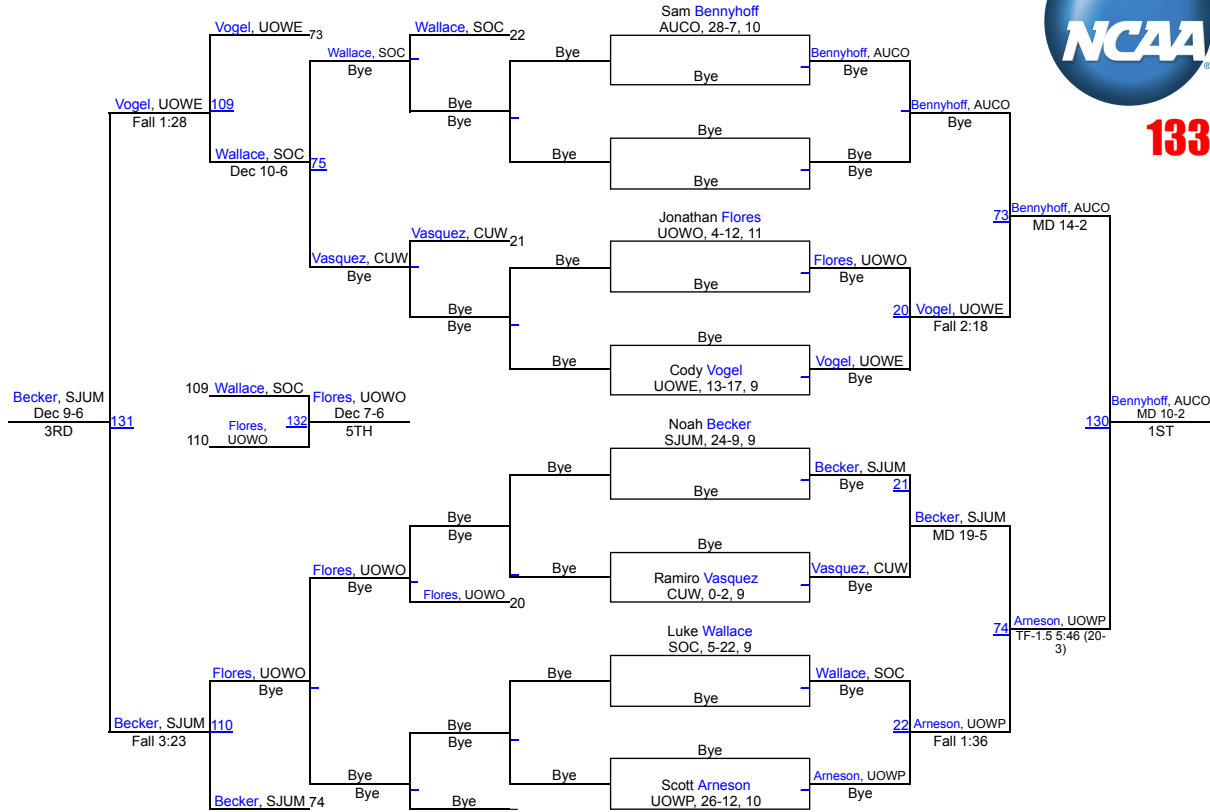 Sam Bennyhoff
AUCO, 28-7, 10
Bye
Bye
Bye
Jonathan Flores
UOWO, 4-12, 11
Bye
Bye
Cody Vogel
UOWE, 13-17, 9
Noah Becker
SJUM, 24-9, 9
Bye
Bye
Ramiro Vasquez
CUW, 0-2, 9
Luke Wallace
SOC, 5-22, 9
Bye
Bye
Scott Arneson
UOWP, 26-12, 10
Bennyhoff, AUCO
Bye
Bye
Bye
Flores, UOWO
Bye
Vogel, UOWE
Bye
Becker, SJUM
Bye
Vasquez, CUW
Bye
Wallace, SOC
Bye
Arneson, UOWP
Bye
Bennyhoff, AUCO
Bye
20 Vogel, UOWE
Fall 2:18
21
Becker, SJUM
MD 19-5
22 Arneson, UOWP
Fall 1:36
73 Bennyhoff, AUCO
MD 14-2
74 Arneson, UOWP
TF-1.5 5:46 (20-
3)
130
Bennyhoff, AUCO
MD 10-2
1ST
NCAA
®
133
Bye
Bye
Bye
Bye
Bye
Bye
Bye
Bye
Wallace, SOC 22
Bye
Bye
Vasquez, CUW 21
Bye
Bye
Bye
Bye
Flores, UOWO 20
Bye
Bye
Bye
Wallace, SOC
Bye
Vasquez, CUW
Bye
Flores, UOWO
Bye
Bye
Bye
Vogel, UOWE 73
Wallace, SOC 75
Dec 10-6
Flores, UOWO
Bye
Becker, SJUM 74
Vogel, UOWE 109
Fall 1:28
Becker, SJUM 110
Fall 3:23
Becker, SJUM
Dec 9-6
3RD
131
109 Wallace, SOC
110 Flores,
UOWO
132
Flores, UOWO
Dec 7-6
5TH